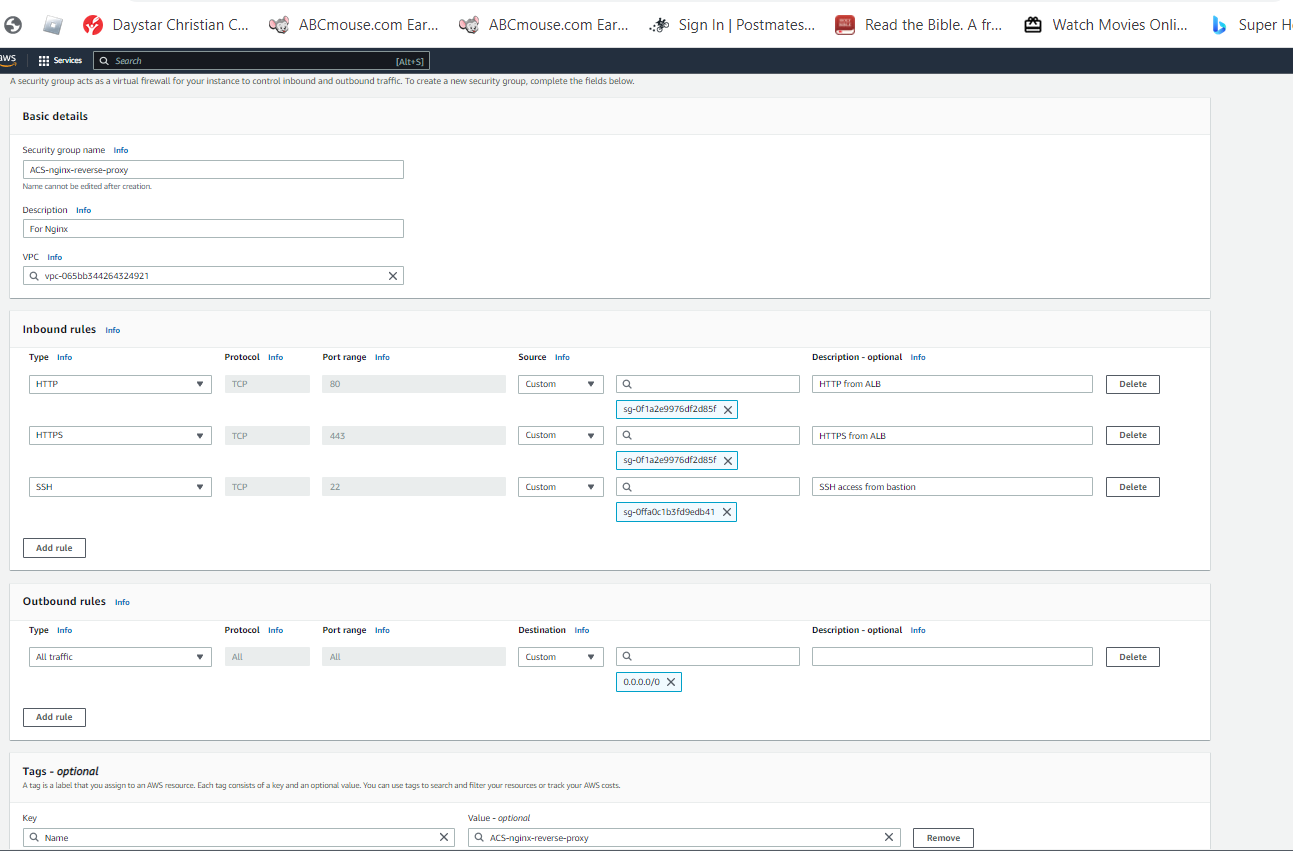 Daystar Christian C... ABCmouse.com Ear... ABCmouse.com Ear... Sign In | Postmates... HOLY BIBLE Read the Bible. A fr... Watch Movies Onli... Super He
aws Services Search [Alt+S]
A security group acts as a virtual firewall for your instance to control inbound and outbound traffic. To create a new security group, complete the fields below.
Basic details
Security group name Info
ACS-nginx-reverse-proxy
Name cannot be edited after creation.
Description Info
For Nginx
VPC Info
vpc-065bb344264324921
Inbound rules Info
Type Info Protocol Info Port range Info Source Info Description - optional Info
HTTP TCP 80 Custom HTTP from ALB Delete
sg-0f1a2e9976df2d85f
HTTPS TCP 443 Custom HTTPS from ALB Delete
sg-0f1a2e9976df2d85f
SSH TCP 22 Custom SSH access from bastion Delete
sg-0ffa0c1b3fd9edb41
Add rule
Outbound rules Info
Type Info Protocol Info Port range Info Destination Info Description - optional Info
All traffic All All Custom Delete
0.0.0.0/0
Add rule
Tags - optional
A tag is a label that you assign to an AWS resource. Each tag consists of a key and an optional value. You can use tags to search and filter your resources or track your AWS costs.
Key Value - optional
Name ACS-nginx-reverse-proxy Remove